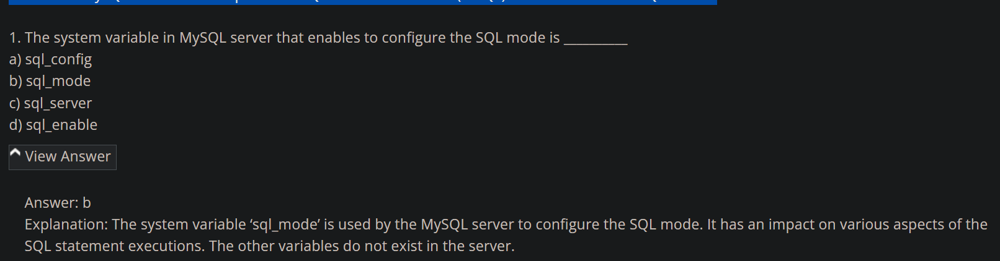 1. The system variable in MySQL server that enables to configure the SQL mode is __________
a) sql_config
b) sql_mode
c) sql_server
d) sql_enable
View Answer
Answer: b
Explanation: The system variable ‘sql_mode’ is used by the MySQL server to configure the SQL mode. It has an impact on various aspects of the
SQL statement executions. The other variables do not exist in the server.